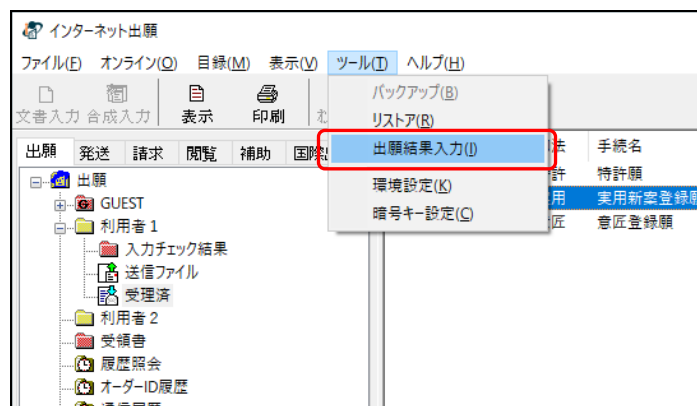 インターネット出願
ファイル(F) オンライン(O) 目録(M) 表示(V) ツール(T) ヘルプ(H)
文書入力 合成入力 表示 印刷
バックアップ(B)
リストア(R)
出願結果入力(I)
環境設定(K)
暗号キー設定(C)
出願 発送 請求 閲覧 補助 国際
法 手続名
許 特許願
用 実用新案登録願
匠 意匠登録願
出願
GUEST
利用者1
入力チェック結果
送信ファイル
受理済
利用者2
受領書
履歴照会
オーダーID履歴